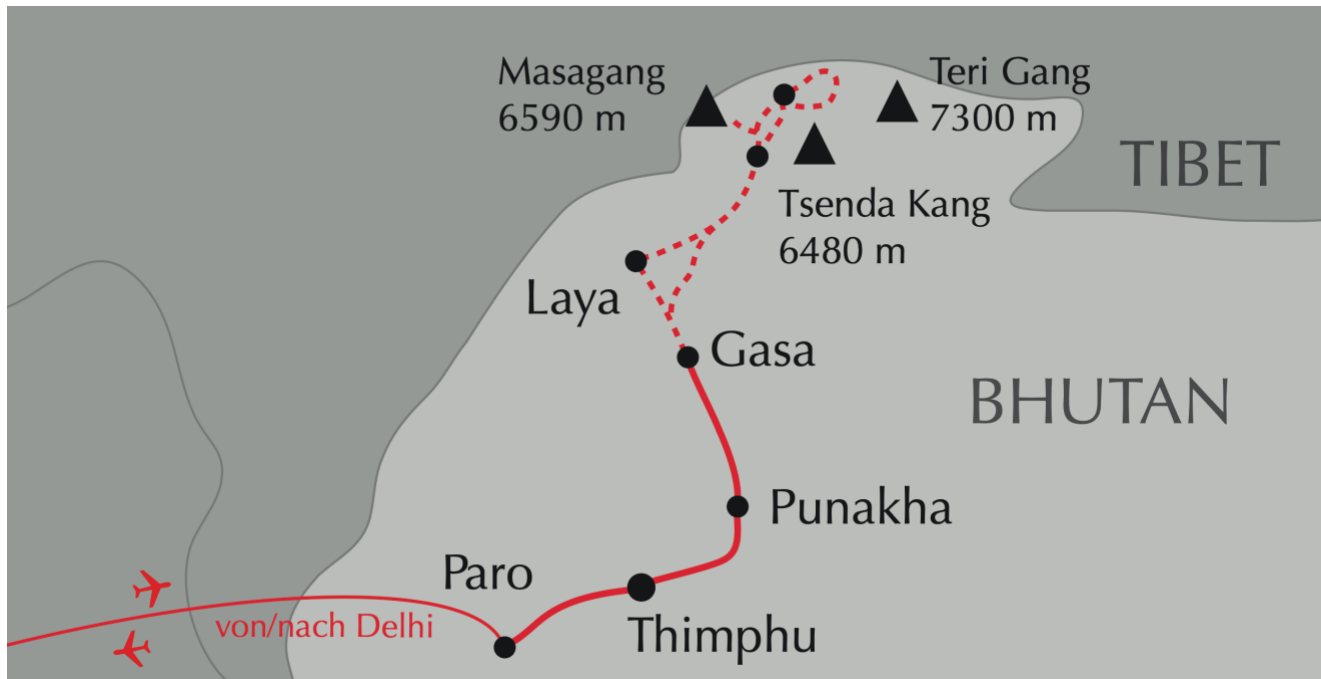 Masagang
6590 m
Teri Gang
7300 m
TIBET
Tsenda Kang
6480 m
Laya
Gasa
BHUTAN
Punakha
Paro
von/nach Delhi
Thimphu